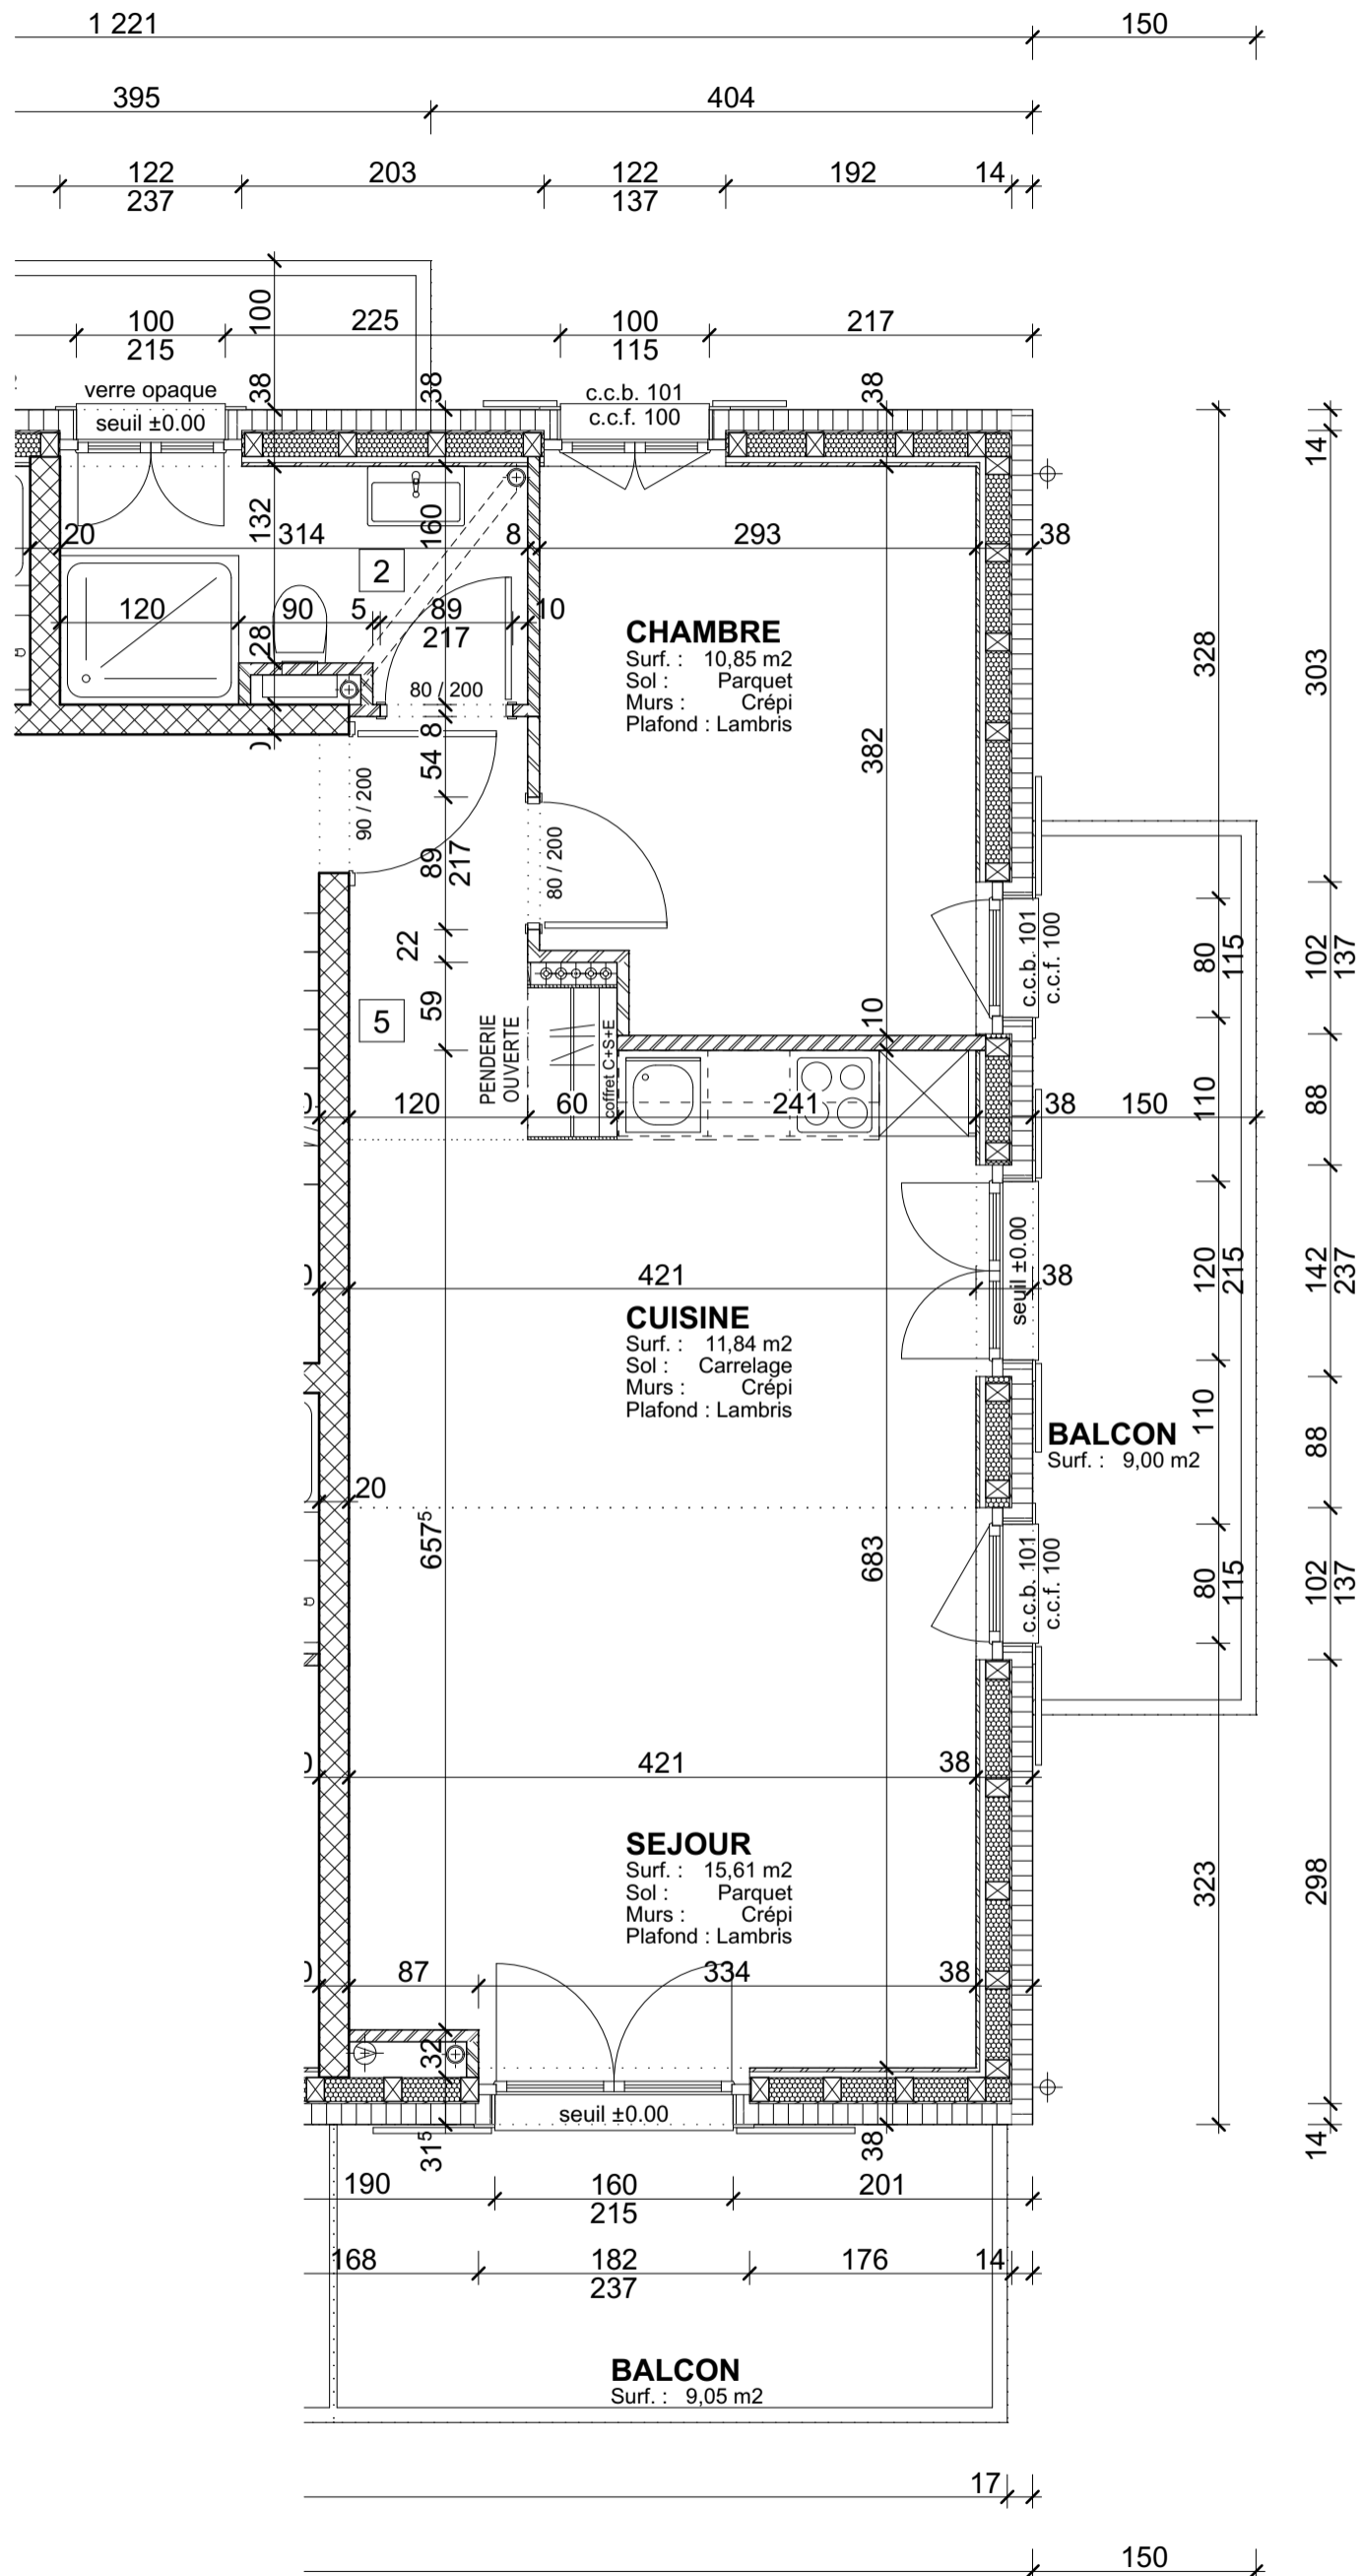 1 221
150
395
404
122
203
122
192
14
237
137
100
38
100
225
100
217
215
115
38
38
verre opaque
c.c.b. 101
seuil ±0.00
c.c.f. 100
14
20
132
314
160
8
293
38
2
120
90
5
89
10
217
28
CHAMBRE
Surf. : 10,85 m2
Sol : Parquet
Murs : Crépi
Plafond : Lambris
328
303
80 / 200
8
54
382
90 / 200
89
217
80 / 200
22
59
5
PENDERIE
OUVERTE
coffret C+S+E
10
c.c.b. 101
c.c.f. 100
80
115
102
137
120
60
241
38
150
110
88
421
38
seuil ±0.00
120
215
142
237
CUISINE
Surf. : 11,84 m2
Sol : Carrelage
Murs : Crépi
Plafond : Lambris
110
88
BALCON
Surf. : 9,00 m2
20
657⁵
683
c.c.b. 101
c.c.f. 100
80
115
102
137
421
38
SEJOUR
Surf. : 15,61 m2
Sol : Parquet
Murs : Crépi
Plafond : Lambris
323
298
87
334
38
32
seuil ±0.00
31⁵
38
14
190
160
201
215
168
182
176
14
237
BALCON
Surf. : 9,05 m2
17
150